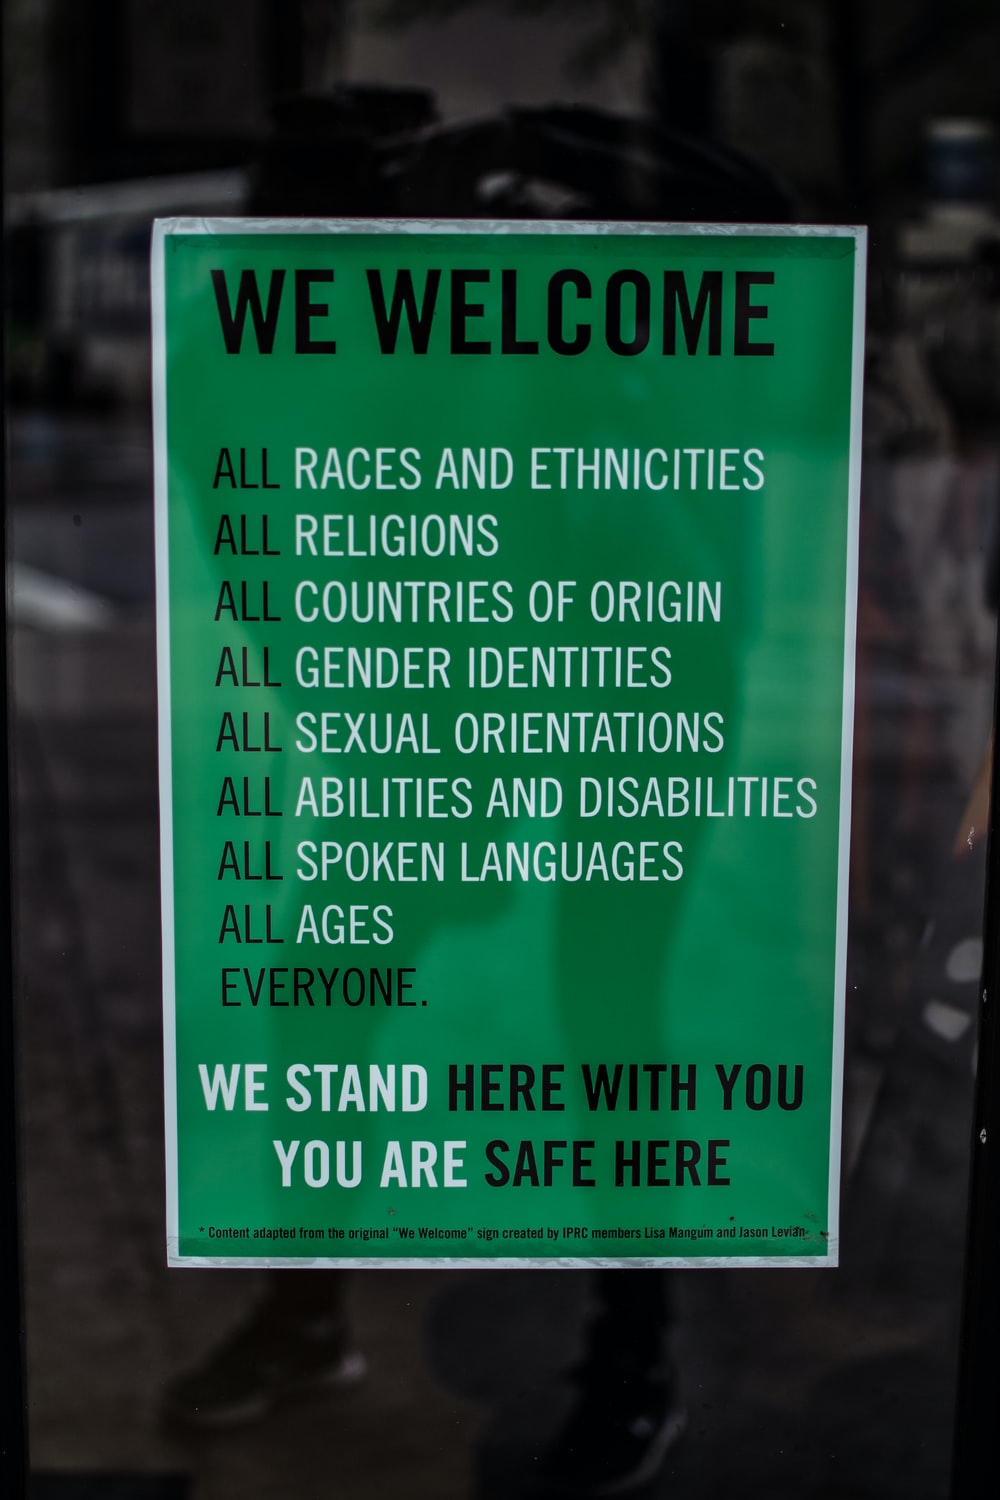 WE WELCOME
ALL RACES AND ETHNICITIES
ALL RELIGIONS
ALL COUNTRIES OF ORIGIN
ALL GENDER IDENTITIES
ALL SEXUAL ORIENTATIONS
ALL ABILITIES AND DISABILITIES
ALL SPOKEN LANGUAGES
ALL AGES
EVERYONE.
WE STAND HERE WITH YOU
YOU ARE SAFE HERE
* Content adapted from the original “We Welcome” sign created by IPRC members Lisa Mangum and Jason Levian